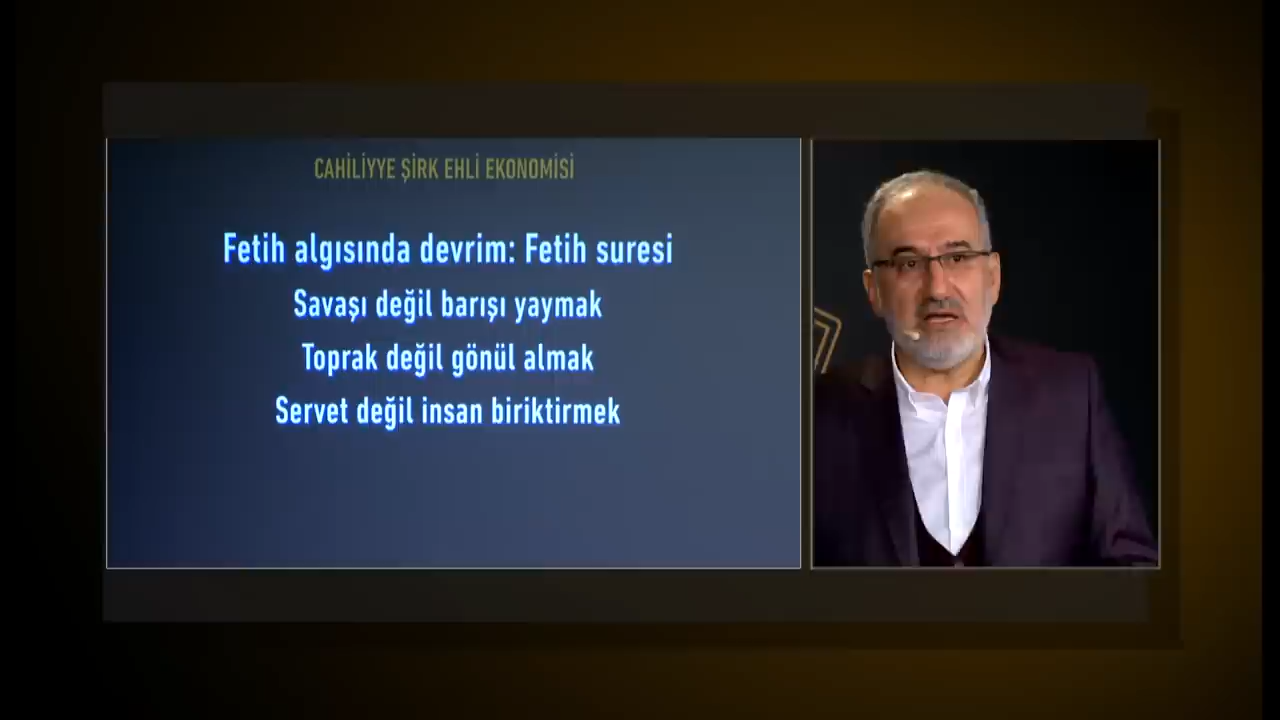 CAHİLİYYE ŞİRK EHLİ EKONOMİSİ
Fetih algısında devrim: Fetih suresi
Savaşı değil barışı yaymak
Toprak değil gönül almak
Servet değil insan biriktirmek